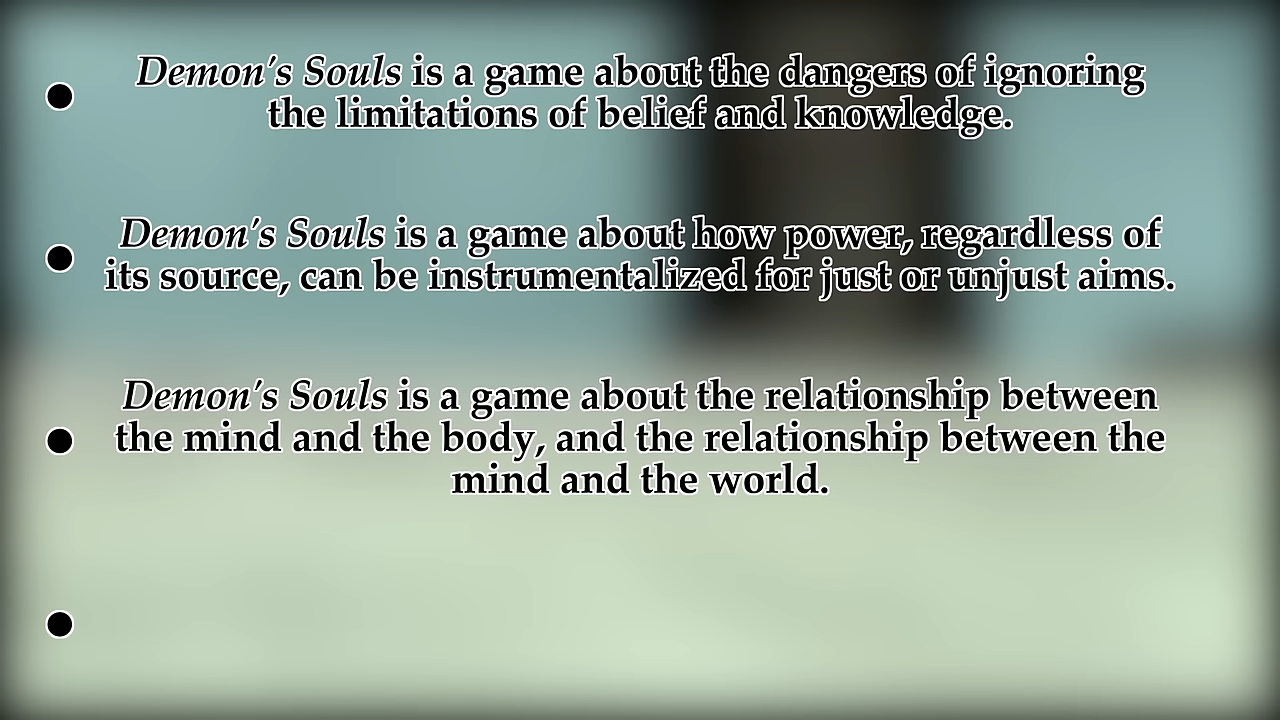 • Demon's Souls is a game about the dangers of ignoring
the limitations of belief and knowledge.
• Demon's Souls is a game about how power, regardless of
its source, can be instrumentalized for just or unjust aims.
• Demon's Souls is a game about the relationship between
the mind and the body, and the relationship between the
mind and the world.
•